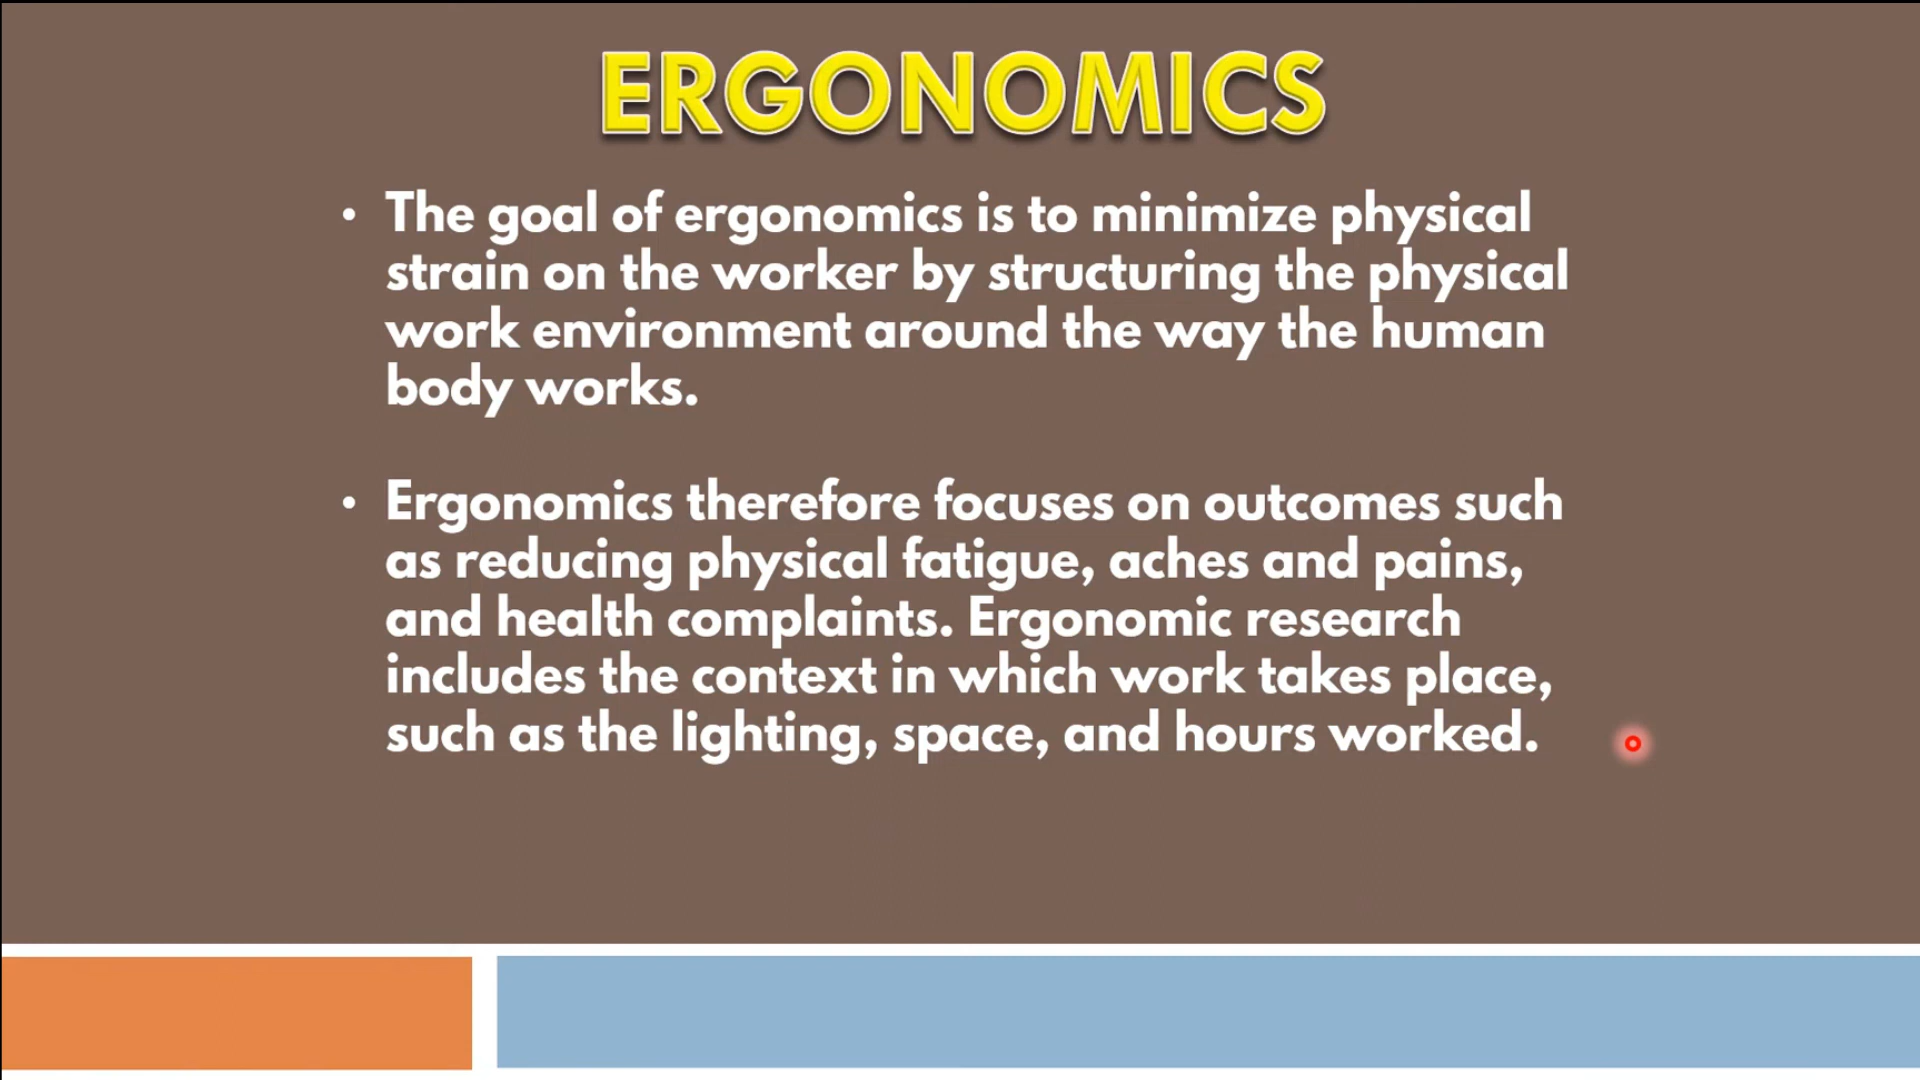 ERGONOMICS
• The goal of ergonomics is to minimize physical
strain on the worker by structuring the physical
work environment around the way the human
body works.
• Ergonomics therefore focuses on outcomes such
as reducing physical fatigue, aches and pains,
and health complaints. Ergonomic research
includes the context in which work takes place,
such as the lighting, space, and hours worked.